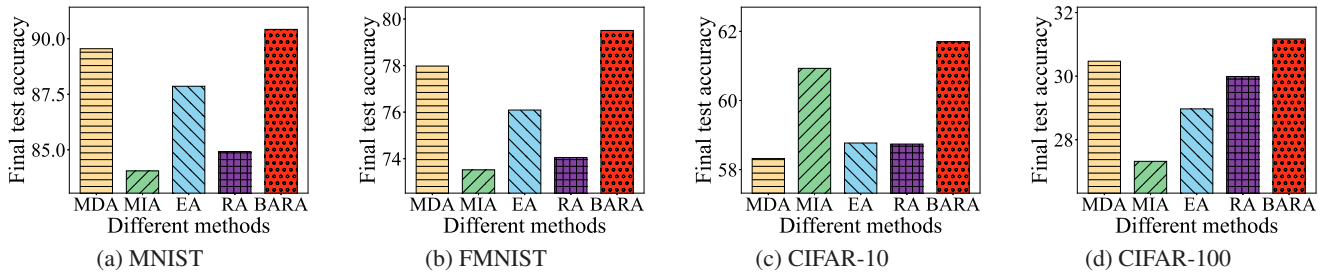 Final test accuracy
90.0
87.5
85.0
MDA MIA EA RA BARA
Different methods
(a) MNIST
Final test accuracy
80
78
76
74
MDA MIA EA RA BARA
Different methods
(b) FMNIST
Final test accuracy
62
60
58
MDA MIA EA RA BARA
Different methods
(c) CIFAR-10
Final test accuracy
32
30
28
MDA MIA EA RA BARA
Different methods
(d) CIFAR-100